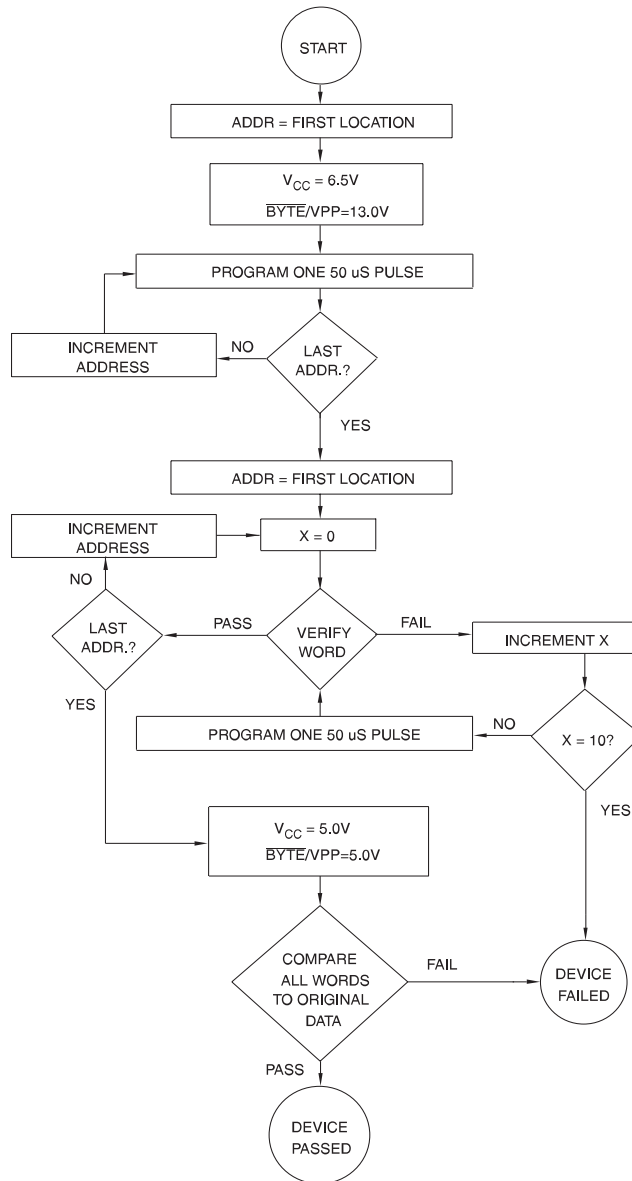 START
ADDR = FIRST LOCATION
VCC = 6.5V
BYTE/VPP=13.0V
PROGRAM ONE 50 uS PULSE
INCREMENT
ADDRESS
NO
LAST
ADDR.?
YES
ADDR = FIRST LOCATION
INCREMENT
ADDRESS
X = 0
NO
LAST
ADDR.?
PASS
VERIFY
WORD
FAIL
INCREMENT X
YES
PROGRAM ONE 50 uS PULSE
NO
X = 10?
YES
VCC = 5.0V
BYTE/VPP=5.0V
COMPARE
ALL WORDS
TO ORIGINAL
DATA
FAIL
DEVICE
FAILED
PASS
DEVICE
PASSED